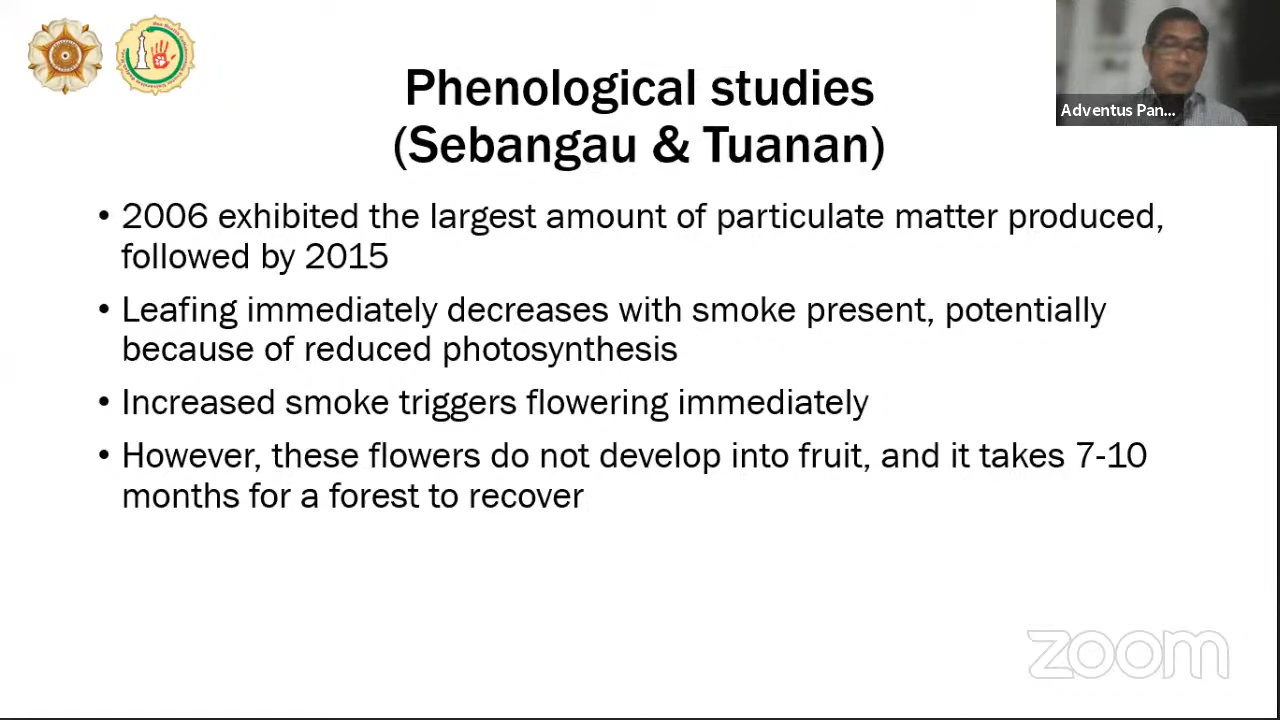 Phenological studies
(Sebangau & Tuanan)
Adventus Pan...
• 2006 exhibited the largest amount of particulate matter produced,
followed by 2015
• Leafing immediately decreases with smoke present, potentially
because of reduced photosynthesis
• Increased smoke triggers flowering immediately
• However, these flowers do not develop into fruit, and it takes 7-10
months for a forest to recover
zoom